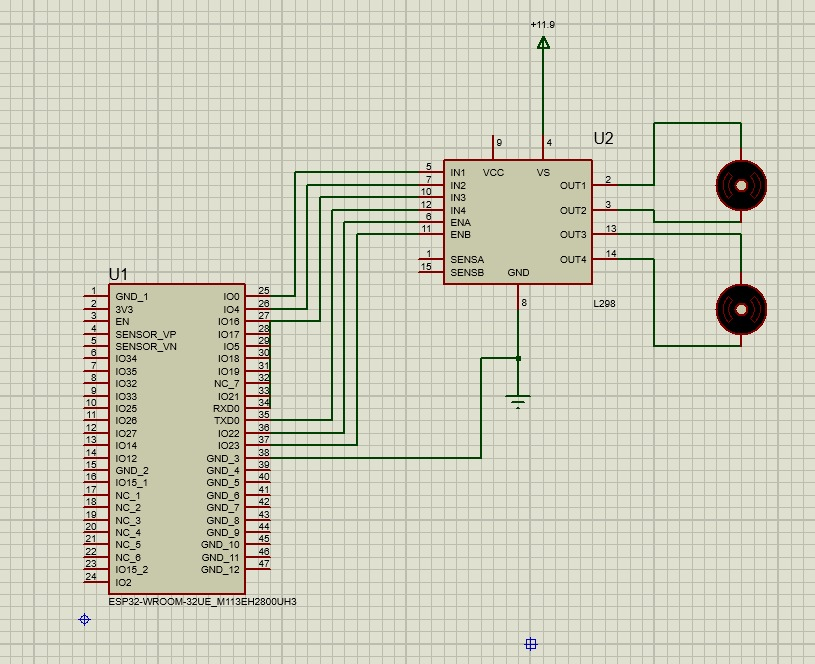 +11.9
U2
9
4
VCC
VS
5 IN1
7 IN2
10 IN3
12 IN4
6 ENA
11 ENB
1 SENSA
15 SENSB
OUT1 2
OUT2 3
OUT3 13
OUT4 14
GND
8
L298
U1
1 GND_1 IO0 25
2 3V3 IO4 26
3 EN IO16 27
4 SENSOR_VP IO17 28
5 SENSOR_VN IO5 29
6 IO34 IO18 30
7 IO35 IO19 31
8 IO32 NC_7 32
9 IO33 IO21 33
10 IO25 RXD0 34
11 IO26 TXD0 35
12 IO27 IO22 36
13 IO14 IO23 37
14 IO12 GND_3 38
15 GND_2 GND_4 39
16 IO15_1 GND_5 40
17 NC_1 GND_6 41
18 NC_2 GND_7 42
19 NC_3 GND_8 43
20 NC_4 GND_9 44
21 NC_5 GND_10 45
22 NC_6 GND_11 46
23 IO15_2 GND_12 47
24 IO2
ESP32-WROOM-32UE_M113EH2800UH3